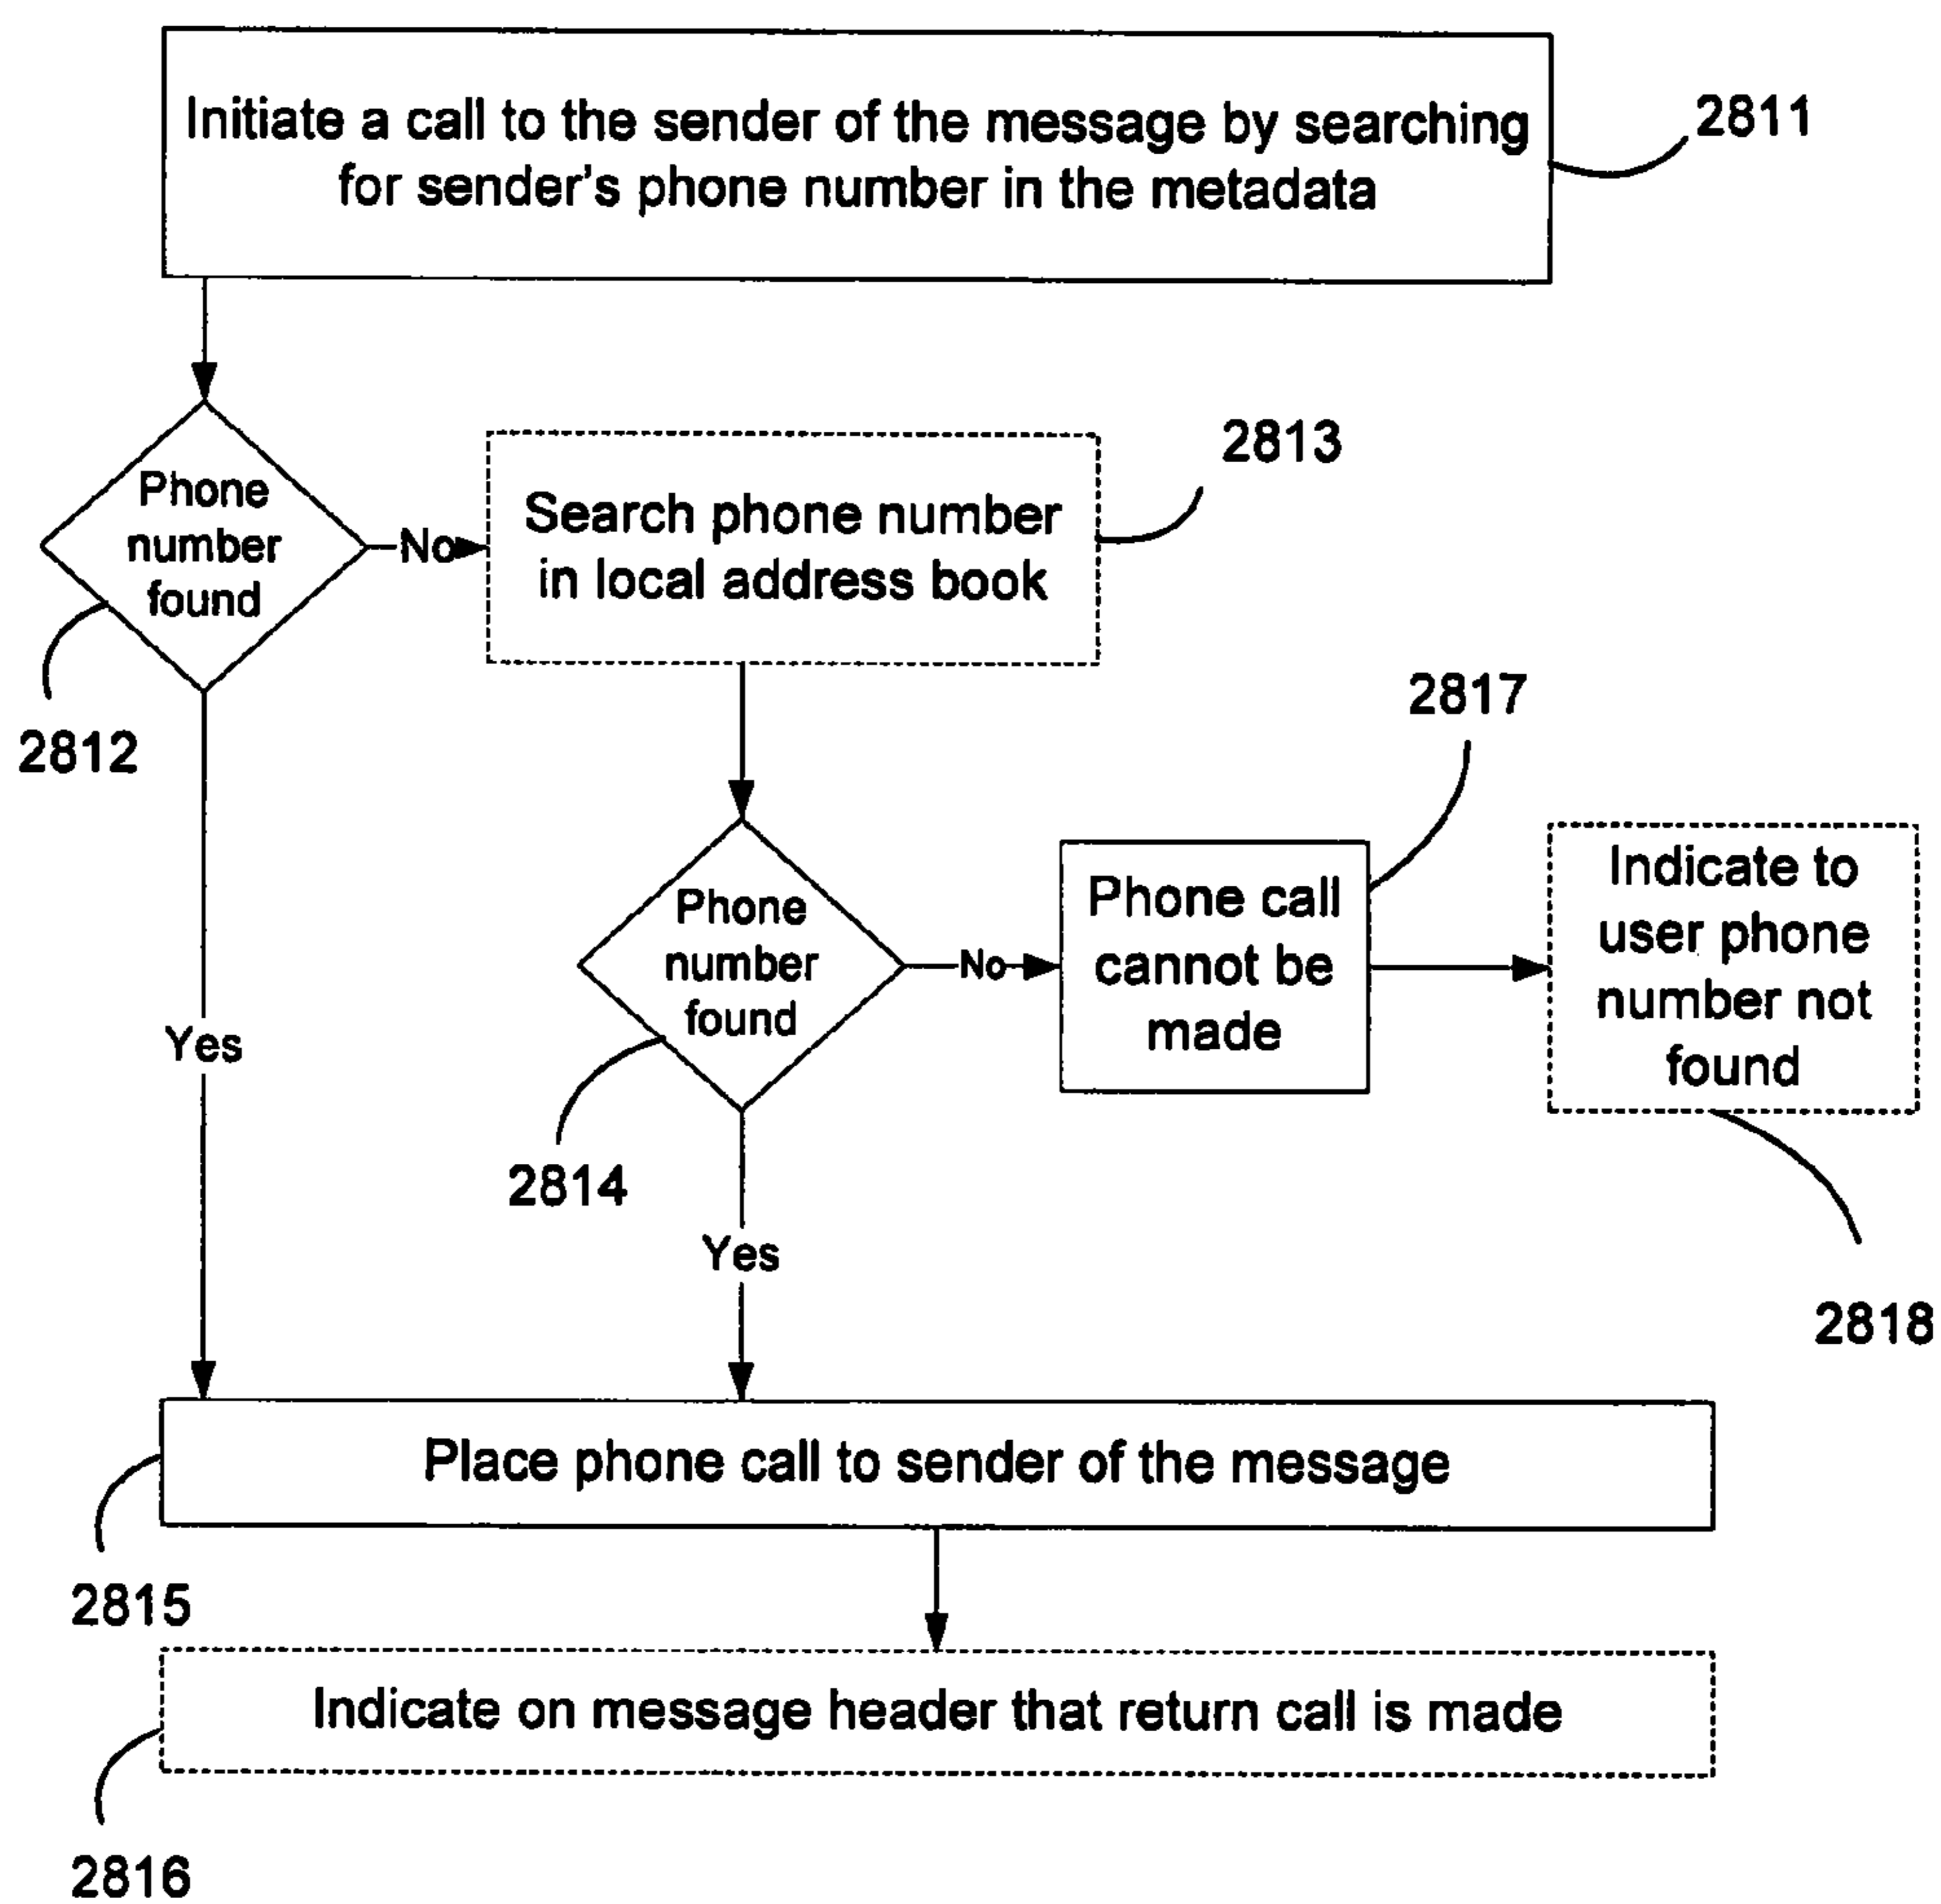 Initiate a call to the sender of the message by searching
for sender's phone number in the metadata
2811
Phone
number
found
No
2812
Search phone number
in local address book
2813
Phone
number
found
No
2814
Phone call
cannot be
made
2817
Indicate to
user phone
number not
found
2818
Yes
Yes
Place phone call to sender of the message
2815
Indicate on message header that return call is made
2816